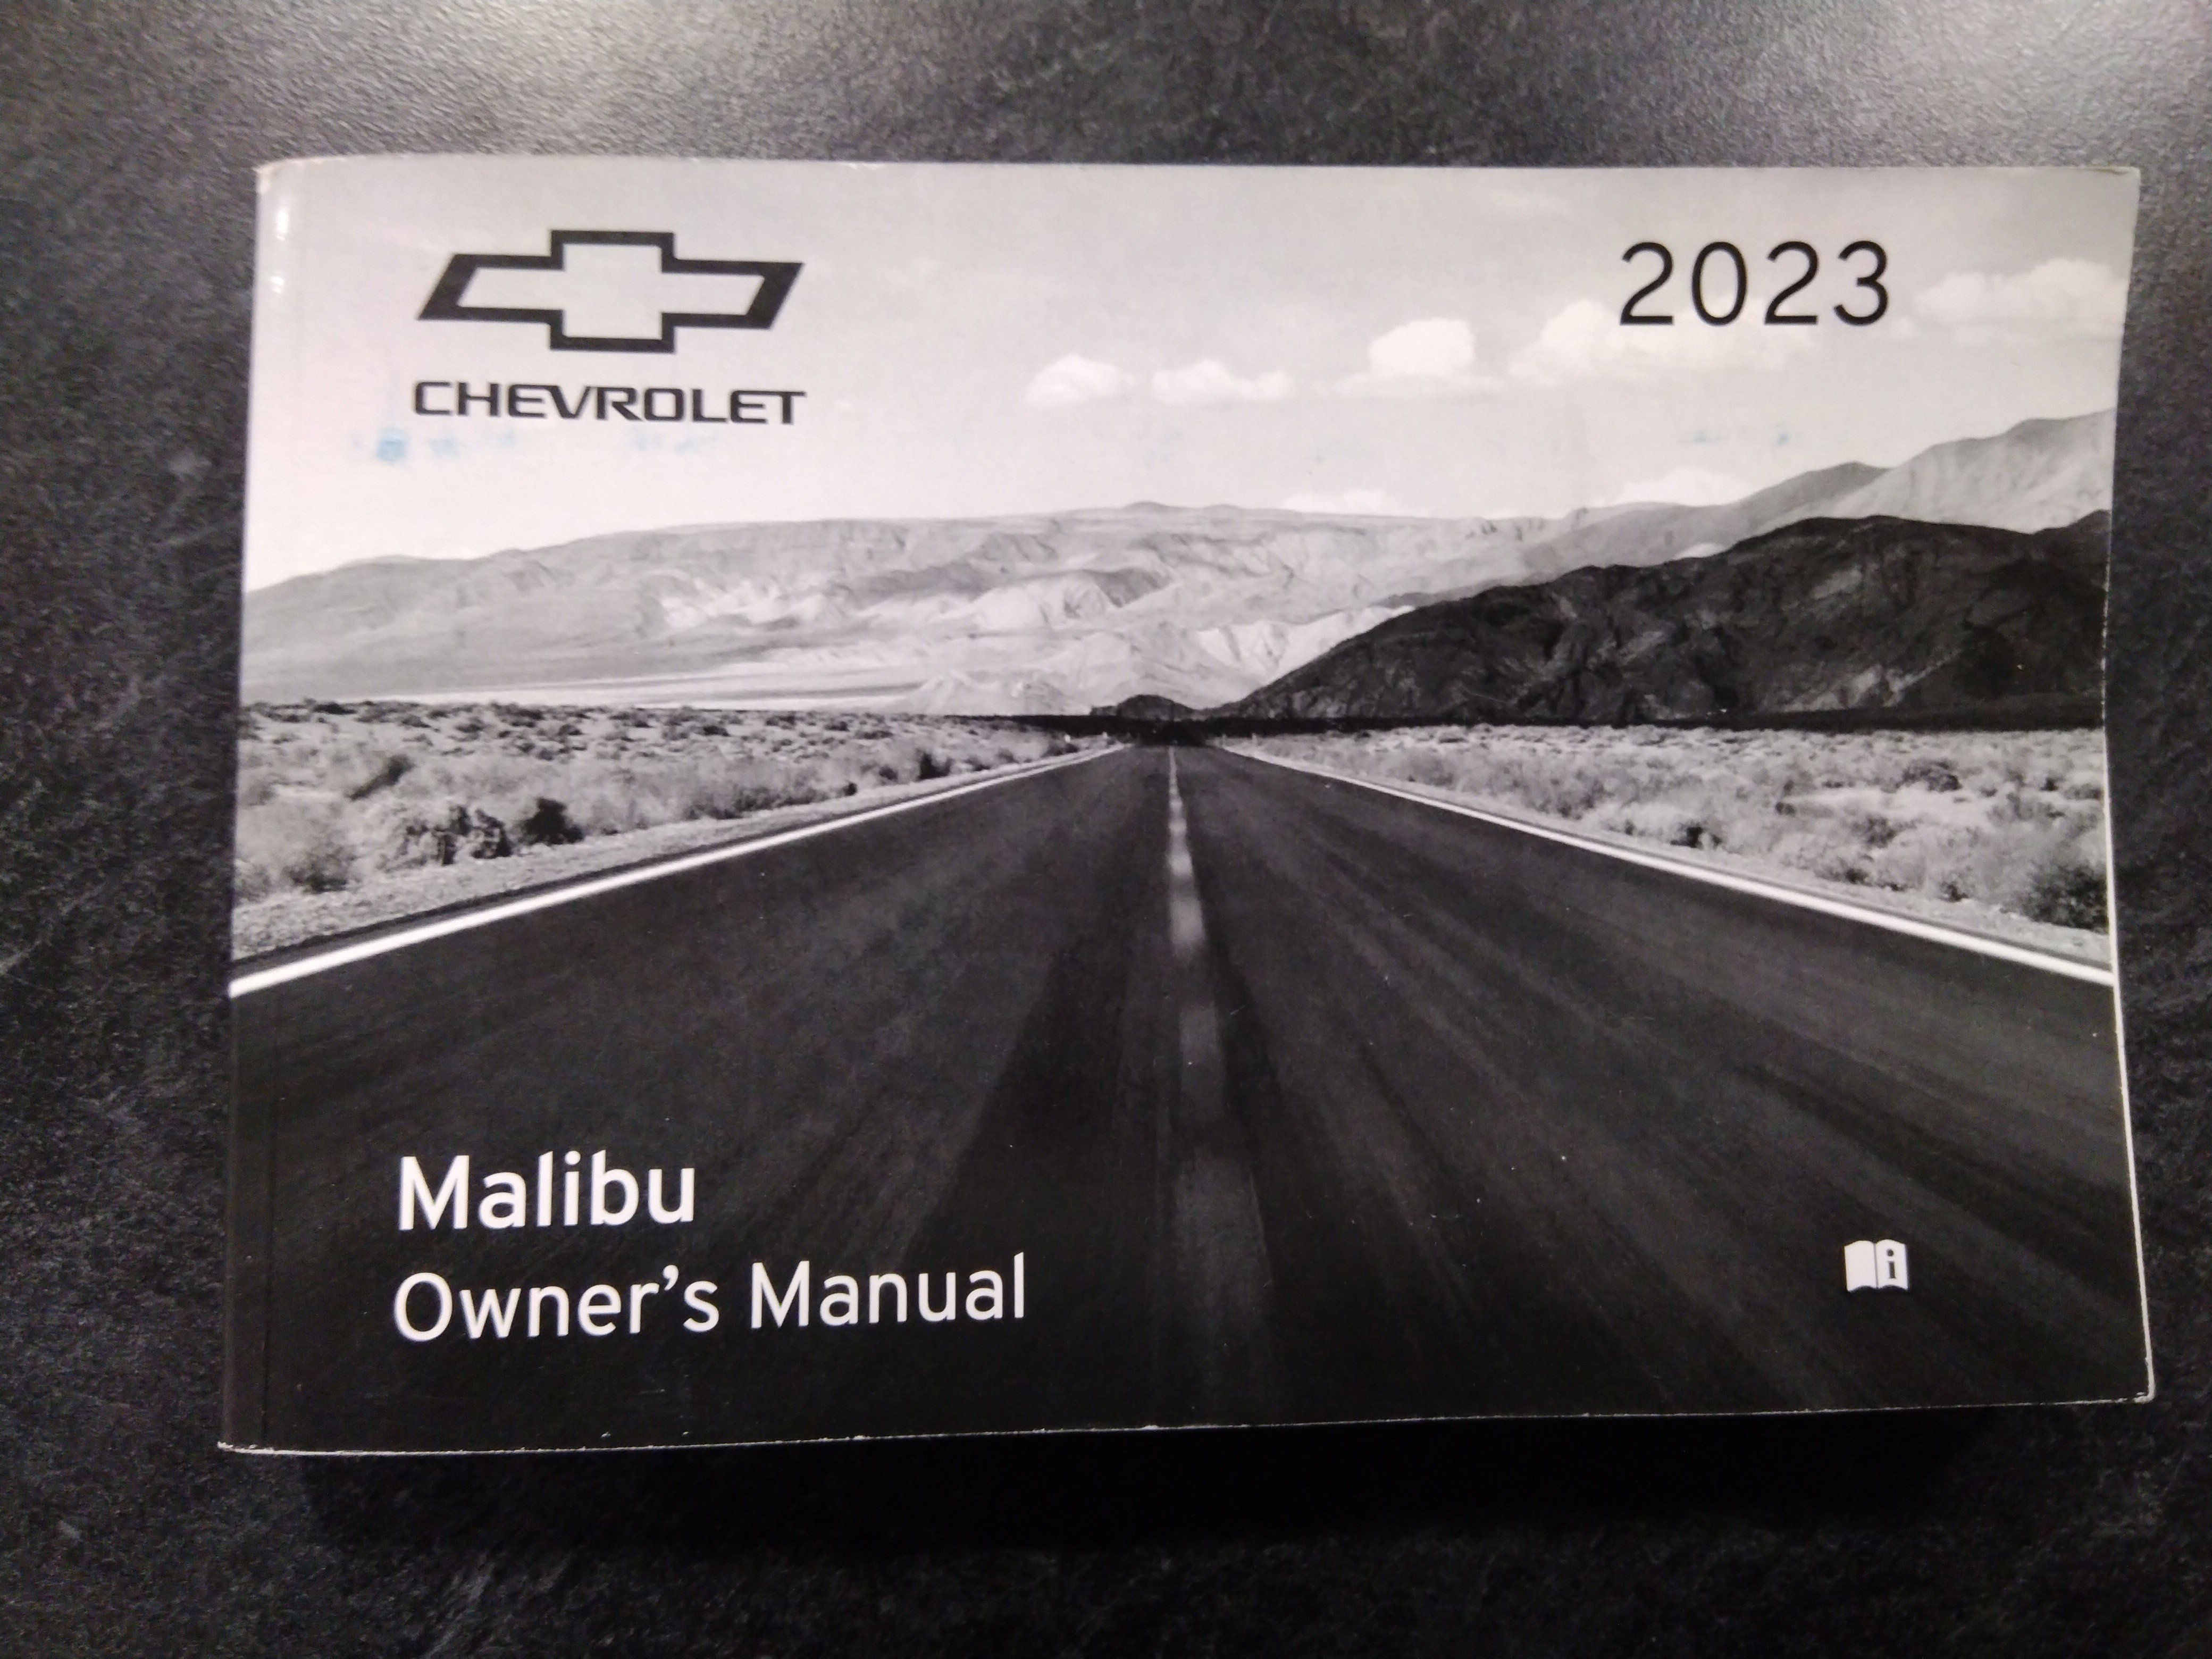 CHEVROLET
2023
Malibu
Owner's Manual
i